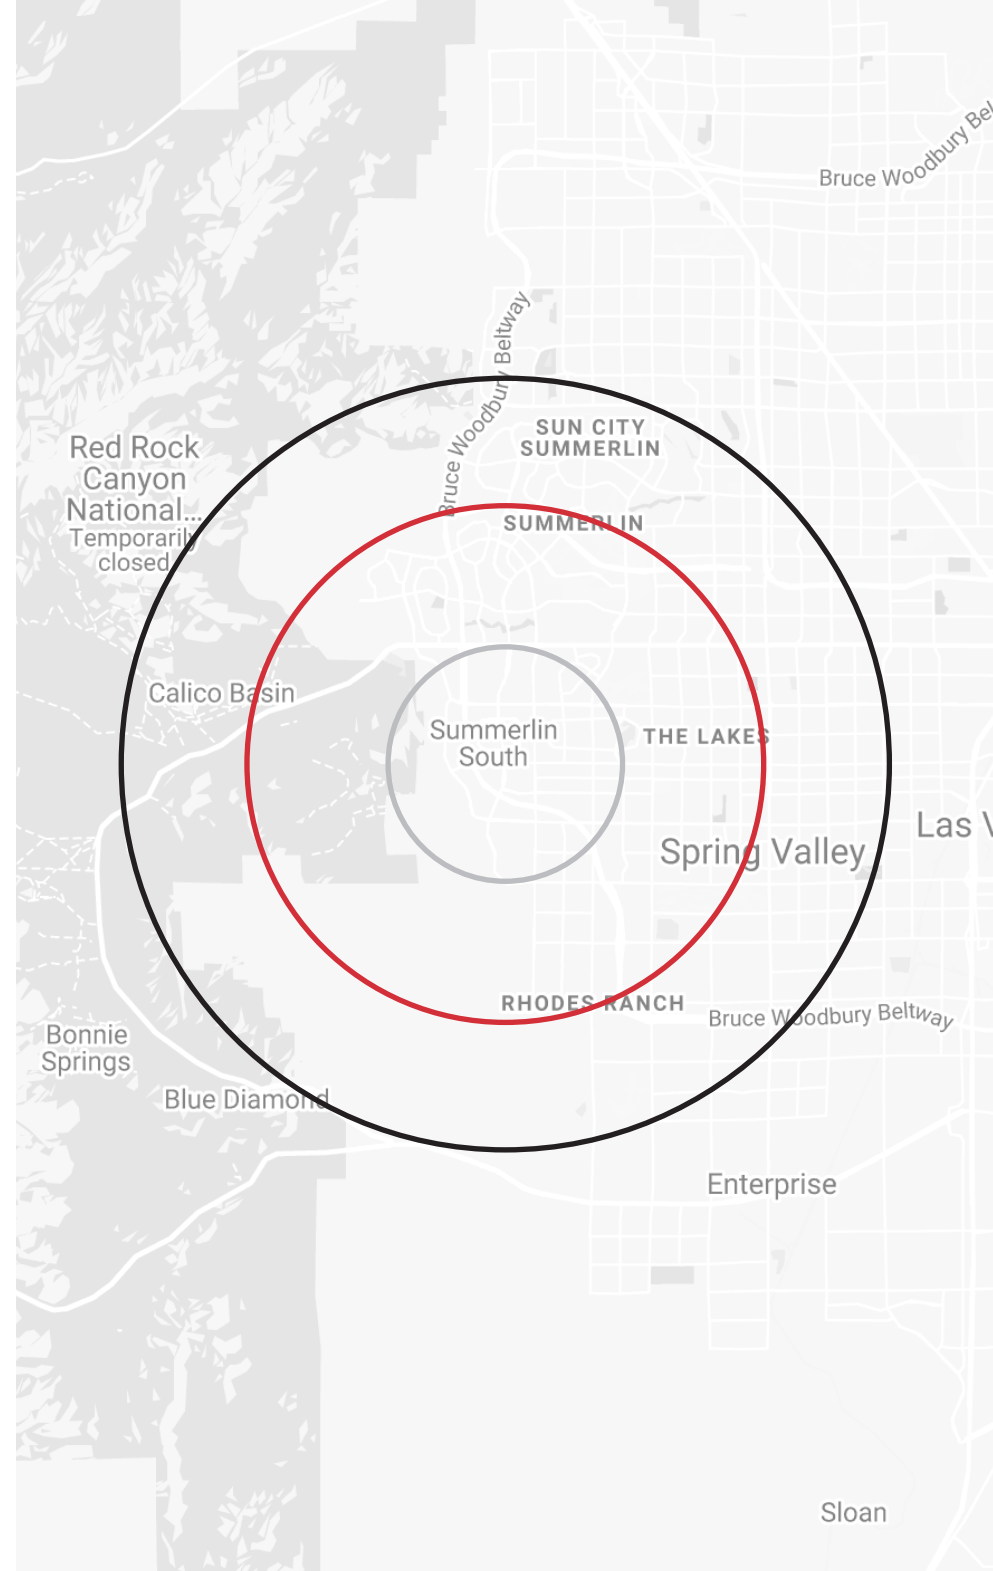 Bruce Woodbury Bel
Bruce Woodbury Beltway
SUN CITY
SUMMERLIN
Red Rock
Canyon
National...
Temporarily
closed
SUMMERLIN
Calico Basin
Summerlin
South
THE LAKES
Las V
Spring Valley
RHODES RANCH
Bruce Woodbury Beltway
Bonnie
Springs
Blue Diamond
Enterprise
Sloan